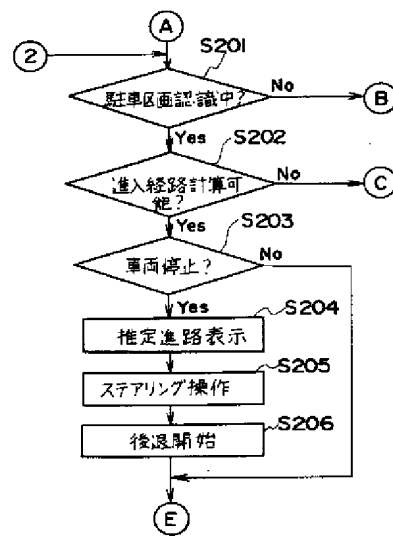 A
2
S201
駐車区画認識中?
No
B
Yes
S202
進入経路計算可
能?
No
C
Yes
S203
車両停止?
No
Yes
S204
推定進路表示
S205
ステアリング操作
S206
後退開始
E